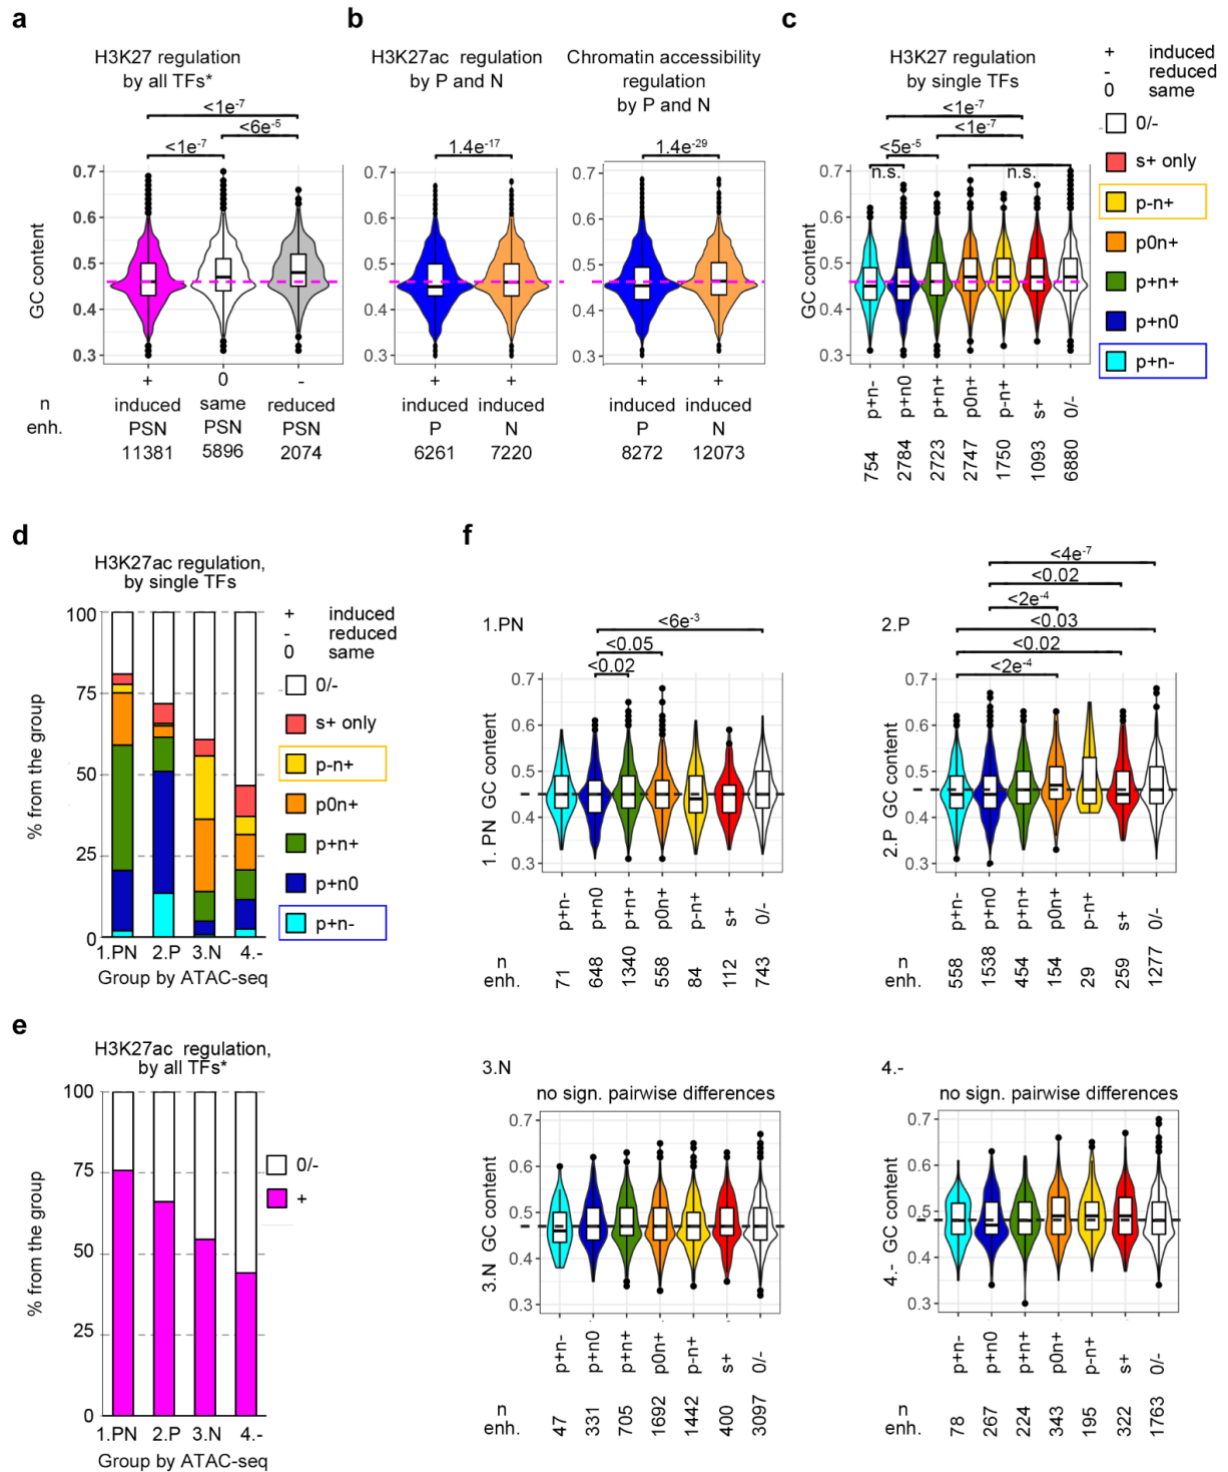 a
H3K27 regulation
by all TFs*
<1e-7
<6e-5
<1e-7
GC content
0.7
0.6
0.5
0.4
0.3
+ 0 -
n
enh.
induced same reduced
PSN PSN PSN
11381 5896 2074
b
H3K27ac regulation
by P and N
1.4e-17
0.7
0.6
0.5
0.4
0.3
+ +
induced induced
P N
6261 7220
Chromatin accessibility
regulation
by P and N
1.4e-29
0.7
0.6
0.5
0.4
0.3
+ +
induced induced
P N
8272 12073
c
H3K27 regulation
by single TFs
<1e-7
<1e-7
<5e-5
n.s.
n.s.
GC content
0.7
0.6
0.5
0.4
0.3
p+n- p+n0 p+n+ p0n+ p-n+ s+ 0/-
754 2784 2723 2747 1750 1093 6880
+ induced
- reduced
0 same
0/-
s+ only
p-n+
p0n+
p+n+
p+n0
p+n-
d
H3K27ac regulation,
by single TFs
% from the group
100
75
50
25
0
1.PN 2.P 3.N 4.-
Group by ATAC-seq
+ induced
- reduced
0 same
0/-
s+ only
p-n+
p0n+
p+n+
p+n0
p+n-
e
H3K27ac regulation,
by all TFs*
% from the group
100
75
50
25
0
1.PN 2.P 3.N 4.-
Group by ATAC-seq
0/-
+
f
1.PN
<6e-3
<0.05
<0.02
1. PN GC content
0.7
0.6
0.5
0.4
0.3
p+n- p+n0 p+n+ p0n+ p-n+ s+ 0/-
n
enh.
71 648 1340 558 84 112 743
2.P
<4e-7
<0.02
<2e-4
<0.03
<0.02
<2e-4
2.P GC content
0.7
0.6
0.5
0.4
0.3
p+n- p+n0 p+n+ p0n+ p-n+ s+ 0/-
n
enh.
558 1538 454 154 29 259 1277
3.N
no sign. pairwise differences
3.N GC content
0.7
0.6
0.5
0.4
0.3
p+n- p+n0 p+n+ p0n+ p-n+ s+ 0/-
n
enh.
47 331 705 1692 1442 400 3097
4.-
no sign. pairwise differences
4.- GC content
0.7
0.6
0.5
0.4
0.3
p+n- p+n0 p+n+ p0n+ p-n+ s+ 0/-
n
enh.
78 267 224 343 195 322 1763